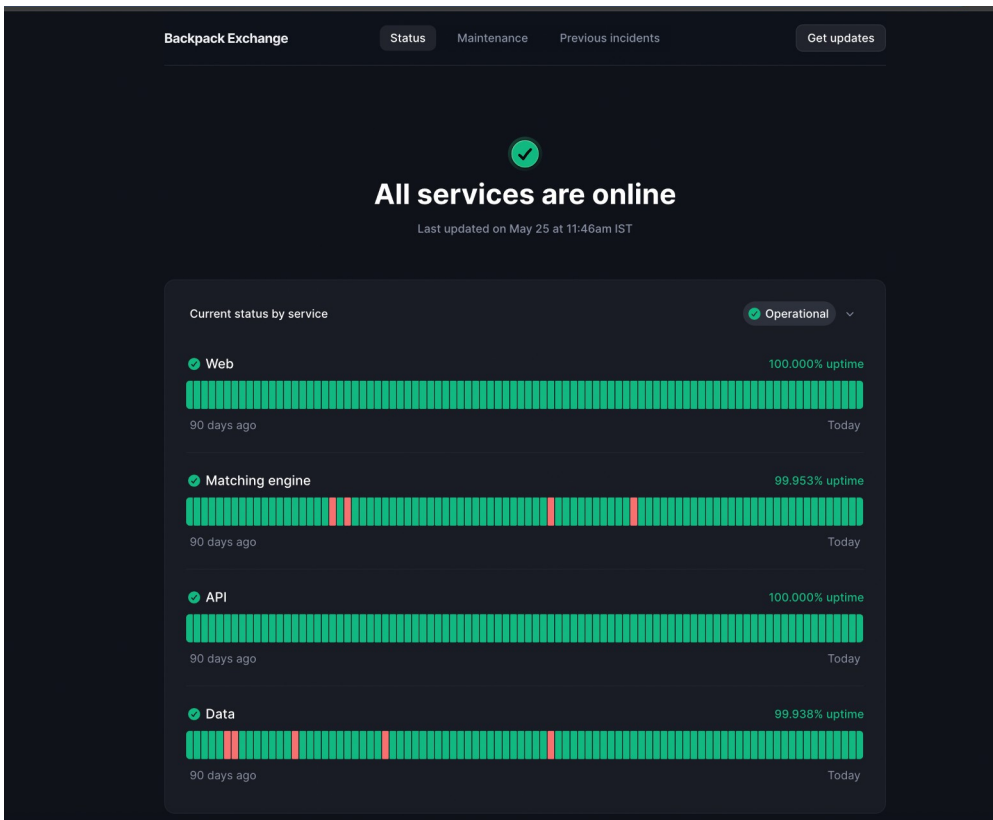 Backpack Exchange Status Maintenance Previous incidents Get updates
All services are online
Last updated on May 25 at 11:46am IST
Current status by service Operational
Web 100.000% uptime
90 days ago Today
Matching engine 99.953% uptime
90 days ago Today
API 100.000% uptime
90 days ago Today
Data 99.938% uptime
90 days ago Today